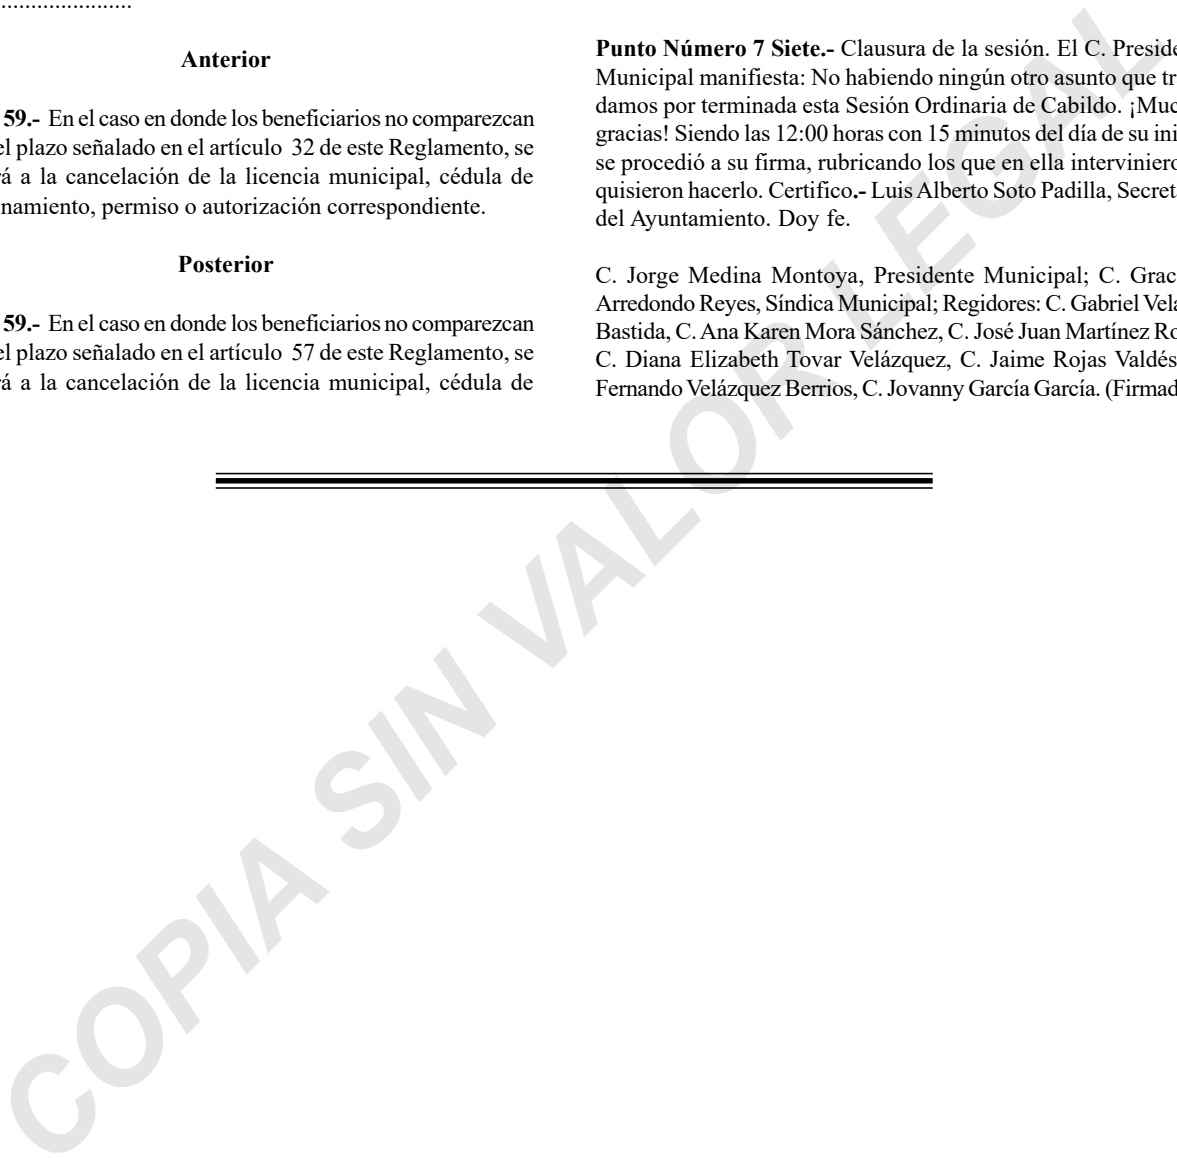 ......................
Anterior
59.- En el caso en donde los beneficiarios no comparezcan
el plazo señalado en el artículo 32 de este Reglamento, se
rá a la cancelación de la licencia municipal, cédula de
namiento, permiso o autorización correspondiente.
Posterior
59.- En el caso en donde los beneficiarios no comparezcan
el plazo señalado en el artículo 57 de este Reglamento, se
rá a la cancelación de la licencia municipal, cédula de
Punto Número 7 Siete.- Clausura de la sesión. El C. Preside
Municipal manifiesta: No habiendo ningún otro asunto que tr
damos por terminada esta Sesión Ordinaria de Cabildo. ¡Muc
gracias! Siendo las 12:00 horas con 15 minutos del día de su ini
se procedió a su firma, rubricando los que en ella interviniero
quisieron hacerlo. Certifico.- Luis Alberto Soto Padilla, Secret
del Ayuntamiento. Doy fe.
C. Jorge Medina Montoya, Presidente Municipal; C. Grac
Arredondo Reyes, Síndica Municipal; Regidores: C. Gabriel Vela
Bastida, C. Ana Karen Mora Sánchez, C. José Juan Martínez Ro
C. Diana Elizabeth Tovar Velázquez, C. Jaime Rojas Valdés
Fernando Velázquez Berrios, C. Jovanny García García. (Firmad
COPIA SIN VALOR LEGAL